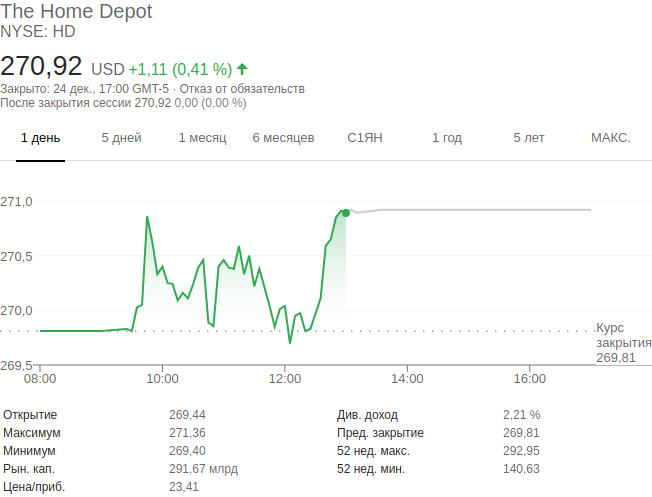 The Home Depot
NYSE: HD
270,92 USD +1,11 (0,41 %)
Закрыто: 24 дек., 17:00 GMT-5 · Отказ от обязательств
После закрытия сессии 270,92 0,00 (0,00 %)
1 день 5 дней 1 месяц 6 месяцев С1ЯН 1 год 5 лет МАКС.
271,0
270,5
270,0
Курс
закрытия
269,81
269,5
08:00 10:00 12:00 14:00 16:00
Открытие 269,44 Див. доход 2,21 %
Максимум 271,36 Пред. закрытие 269,81
Минимум 269,40 52 нед. макс. 292,95
Рын. кап. 291,67 млрд 52 нед. мин. 140,63
Цена/приб. 23,41